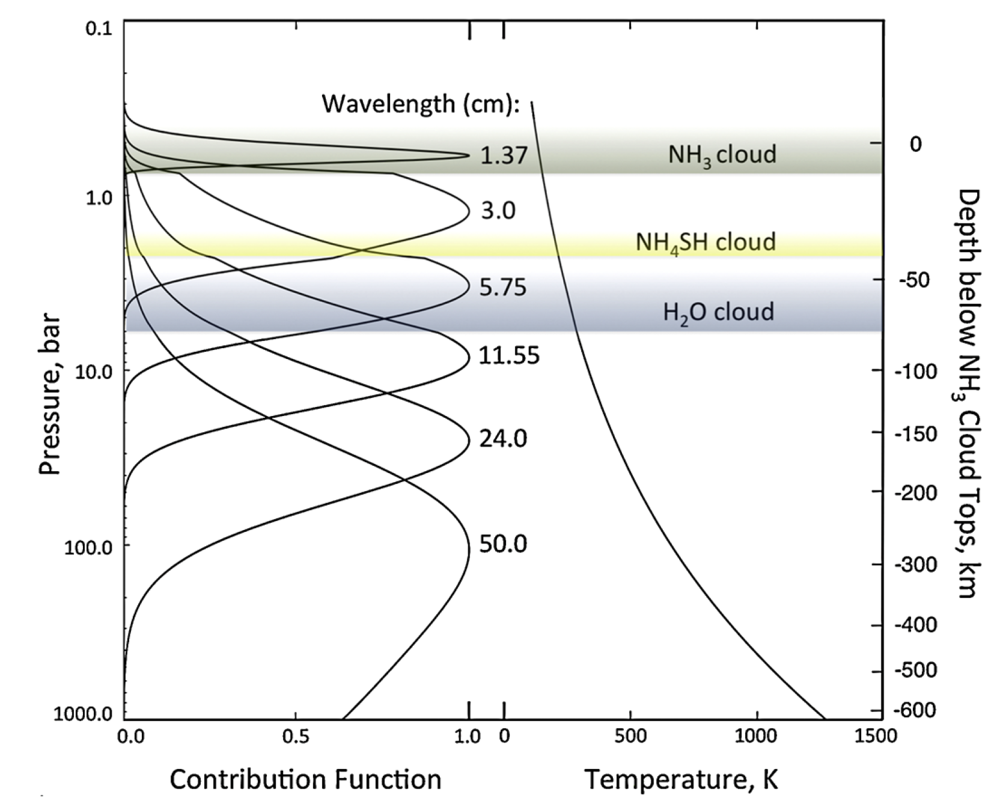 0.1
1.0
10.0
100.0
1000.0
Pressure, bar
Wavelength (cm):
1.37
3.0
5.75
11.55
24.0
50.0
NH3 cloud
NH4SH cloud
H2O cloud
0
-50
-100
-150
-200
-300
-400
-500
-600
Depth below NH3 Cloud Tops, km
0.0 0.5 1.0 0 500 1000 1500
Contribution Function Temperature, K